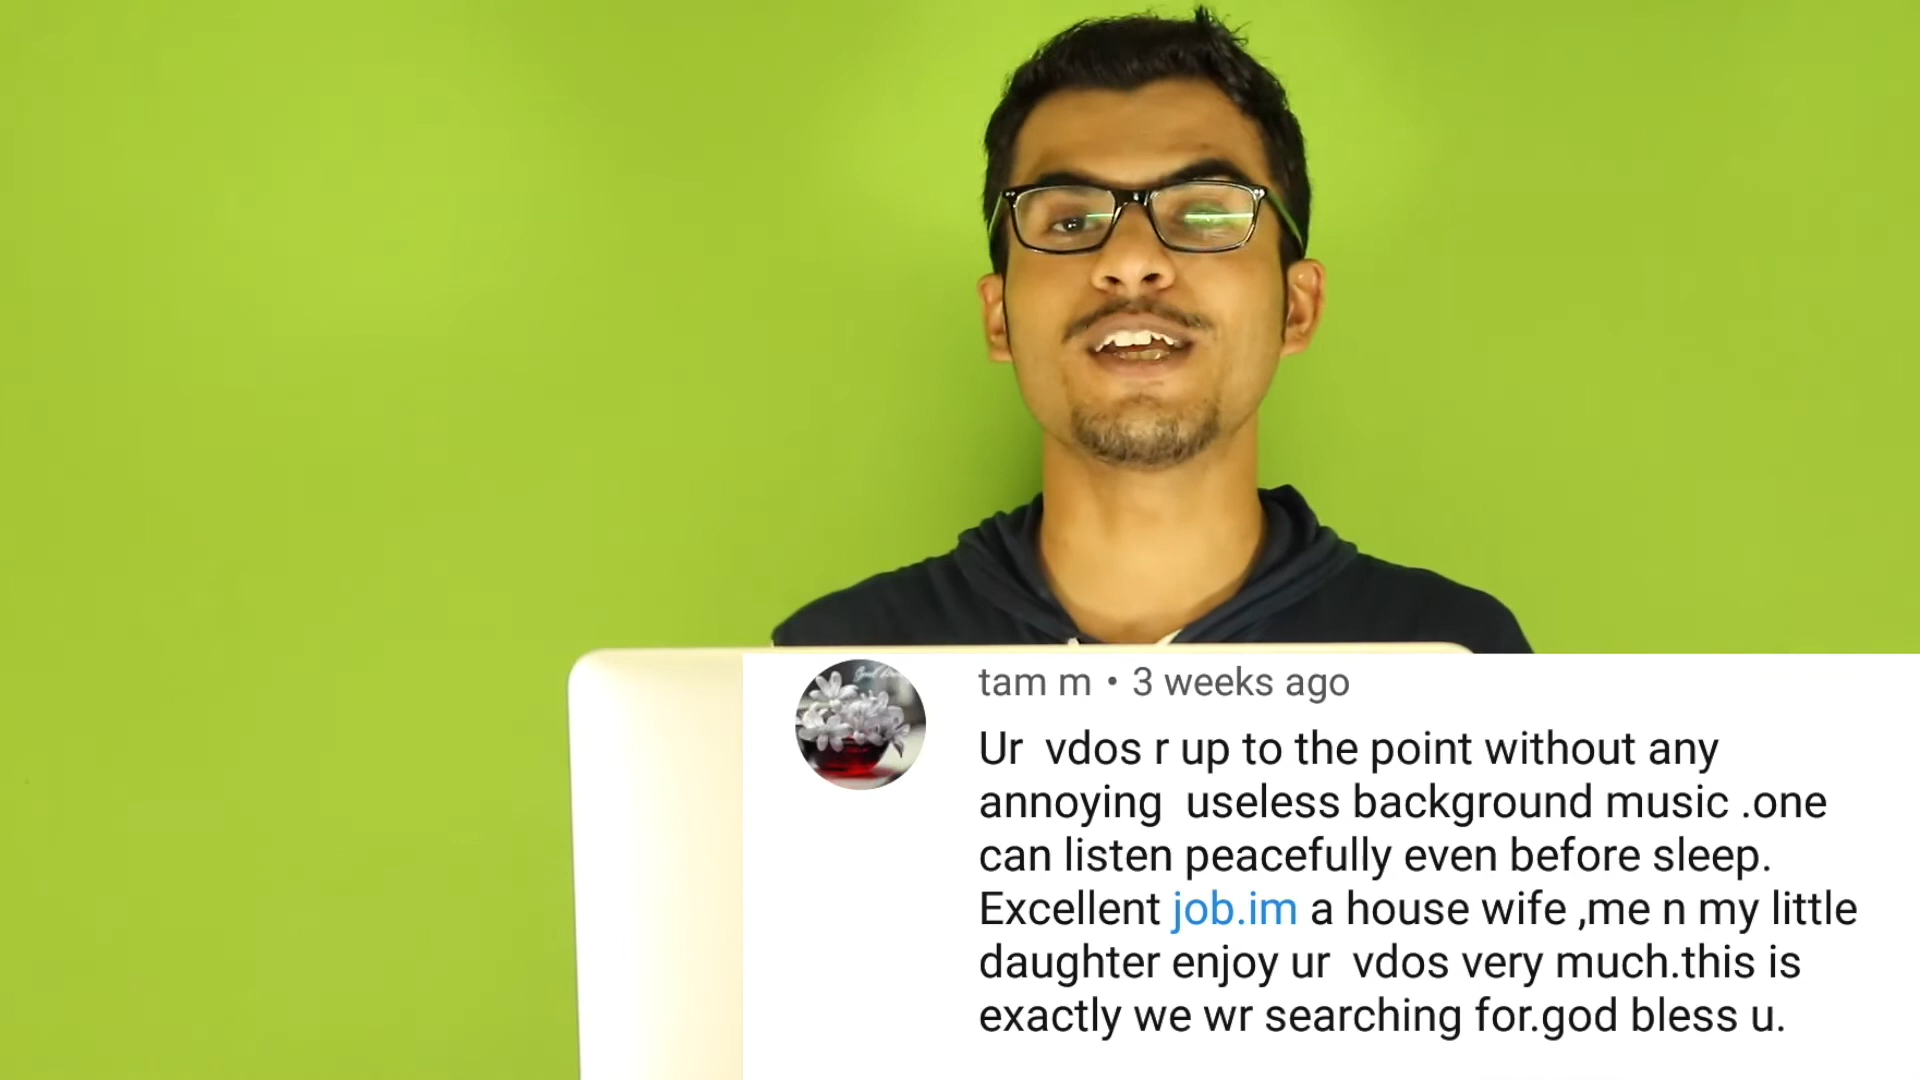 tam m • 3 weeks ago
Ur vdos r up to the point without any
annoying useless background music .one
can listen peacefully even before sleep.
Excellent job.im a house wife ,me n my little
daughter enjoy ur vdos very much.this is
exactly we wr searching for.god bless u.